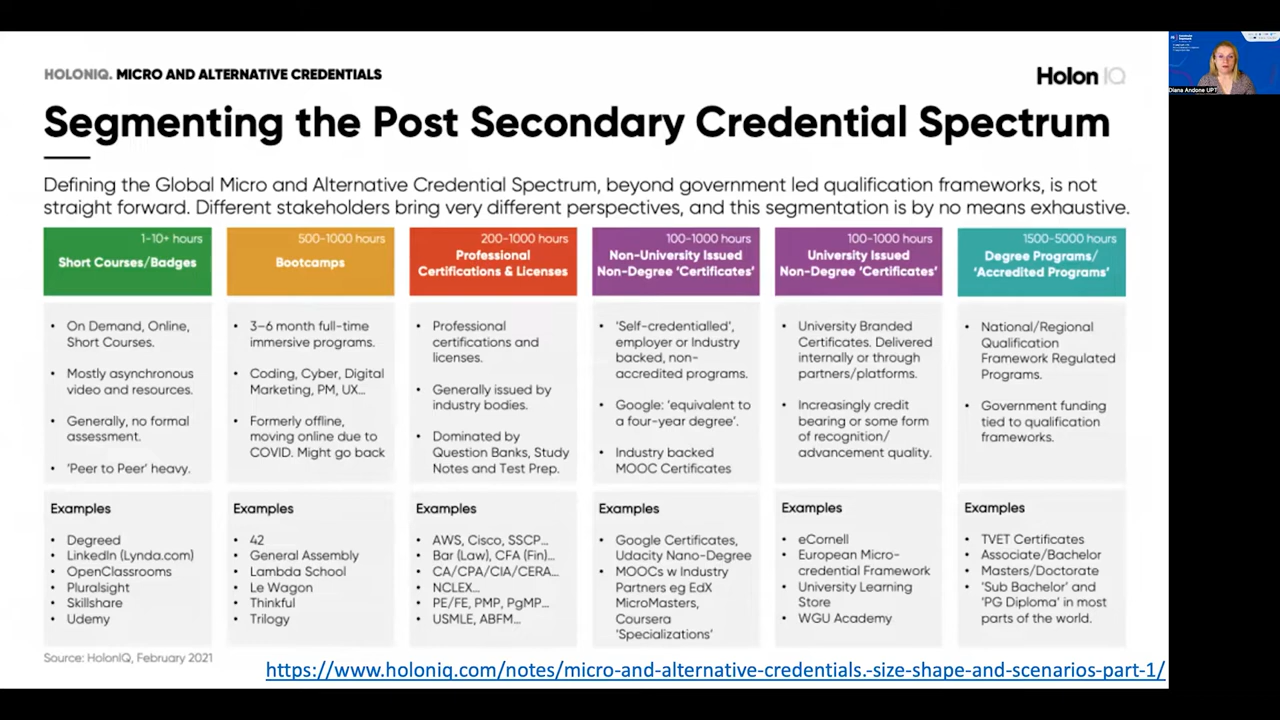 HOLONIQ. MICRO AND ALTERNATIVE CREDENTIALS
Holon IQ
Segmenting the Post Secondary Credential Spectrum
Defining the Global Micro and Alternative Credential Spectrum, beyond government led qualification frameworks, is not
straight forward. Different stakeholders bring very different perspectives, and this segmentation is by no means exhaustive.
1-10+ hours
Short Courses/Badges
• On Demand, Online,
Short Courses.
• Mostly asynchronous
video and resources.
• Generally, no formal
assessment.
• 'Peer to Peer' heavy.
Examples
• Degreed
• LinkedIn (Lynda.com)
• OpenClassrooms
• Pluralsight
• Skillshare
• Udemy
500-1000 hours
Bootcamps
• 3–6 month full-time
immersive programs.
• Coding, Cyber, Digital
Marketing, PM, UX...
• Formerly offline,
moving online due to
COVID. Might go back
Examples
• 42
• General Assembly
• Lambda School
• Le Wagon
• Thinkful
• Trilogy
200-1000 hours
Professional
Certifications & Licenses
• Professional
certifications and
licenses.
• Generally issued by
industry bodies.
• Dominated by
Question Banks, Study
Notes and Test Prep.
Examples
• AWS, Cisco, SSCP...
• Bar (Law), CFA (Fin)...
• CA/CPA/CIA/CERA...
• NCLEX...
• PE/FE, PMP, PgMP...
• USMLE, ABFM...
100-1000 hours
Non-University Issued
Non-Degree 'Certificates'
• 'Self-credentialled',
employer or Industry
backed, non-
accredited programs.
• Google: 'equivalent to
a four-year degree'.
• Industry backed
MOOC Certificates
Examples
• Google Certificates,
Udacity Nano-Degree
• MOOCs w Industry
Partners eg EdX
MicroMasters,
Coursera
'Specializations'
100-1000 hours
University Issued
Non-Degree 'Certificates'
• University Branded
Certificates. Delivered
internally or through
partners/platforms.
• Increasingly credit
bearing or some form
of recognition/
advancement quality.
Examples
• eCornell
• European Micro-
credential Framework
• University Learning
Store
• WGU Academy
1500-5000 hours
Degree Programs/
'Accredited Programs'
• National/Regional
Qualification
Framework Regulated
Programs.
• Government funding
tied to qualification
frameworks.
Examples
• TVET Certificates
• Associate/Bachelor
• Masters/Doctorate
• 'Sub Bachelor' and
'PG Diploma' in most
parts of the world.
Source: HolonIQ, February 2021
https://www.holoniq.com/notes/micro-and-alternative-credentials.-size-shape-and-scenarios-part-1/
Diana Andone UPT